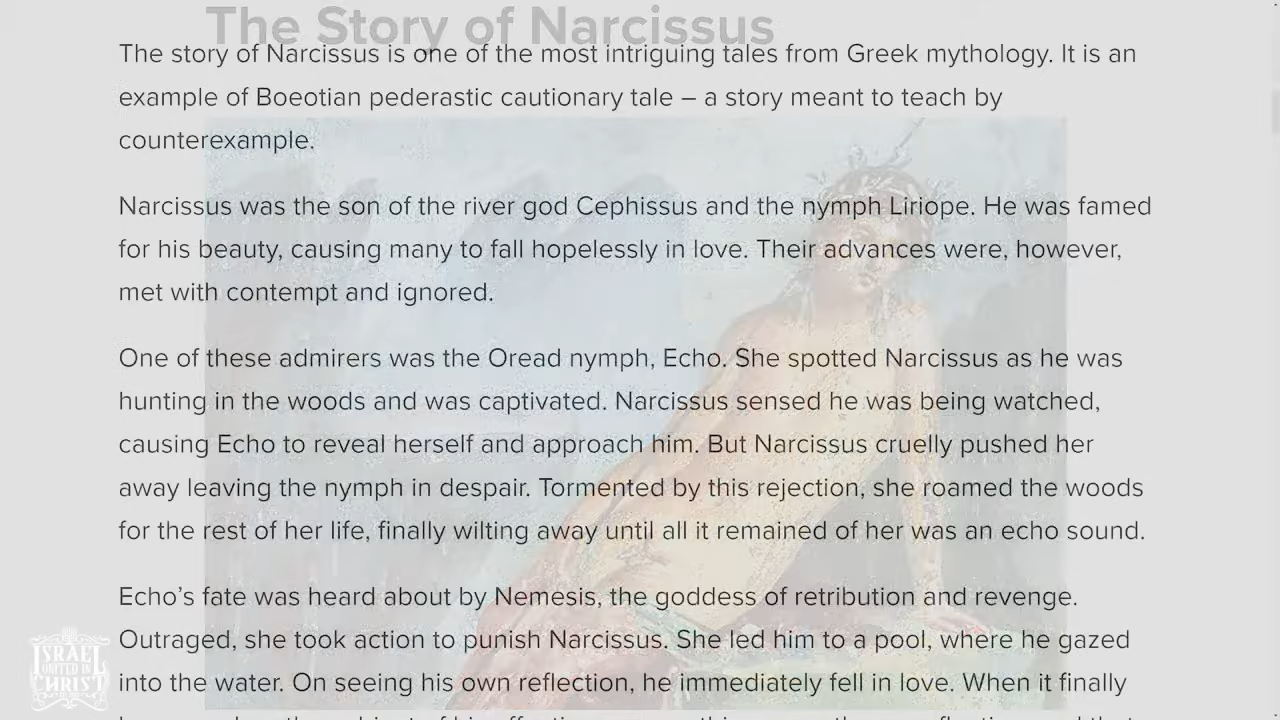 The Story of Narcissus
The story of Narcissus is one of the most intriguing tales from Greek mythology. It is an
example of Boeotian pederastic cautionary tale – a story meant to teach by
counterexample.
Narcissus was the son of the river god Cephissus and the nymph Liriope. He was famed
for his beauty, causing many to fall hopelessly in love. Their advances were, however,
met with contempt and ignored.
One of these admirers was the Oread nymph, Echo. She spotted Narcissus as he was
hunting in the woods and was captivated. Narcissus sensed he was being watched,
causing Echo to reveal herself and approach him. But Narcissus cruelly pushed her
away leaving the nymph in despair. Tormented by this rejection, she roamed the woods
for the rest of her life, finally wilting away until all it remained of her was an echo sound.
Echo’s fate was heard about by Nemesis, the goddess of retribution and revenge.
Outraged, she took action to punish Narcissus. She led him to a pool, where he gazed
into the water. On seeing his own reflection, he immediately fell in love. When it finally
ISRAEL
UNITED IN
CHRIST